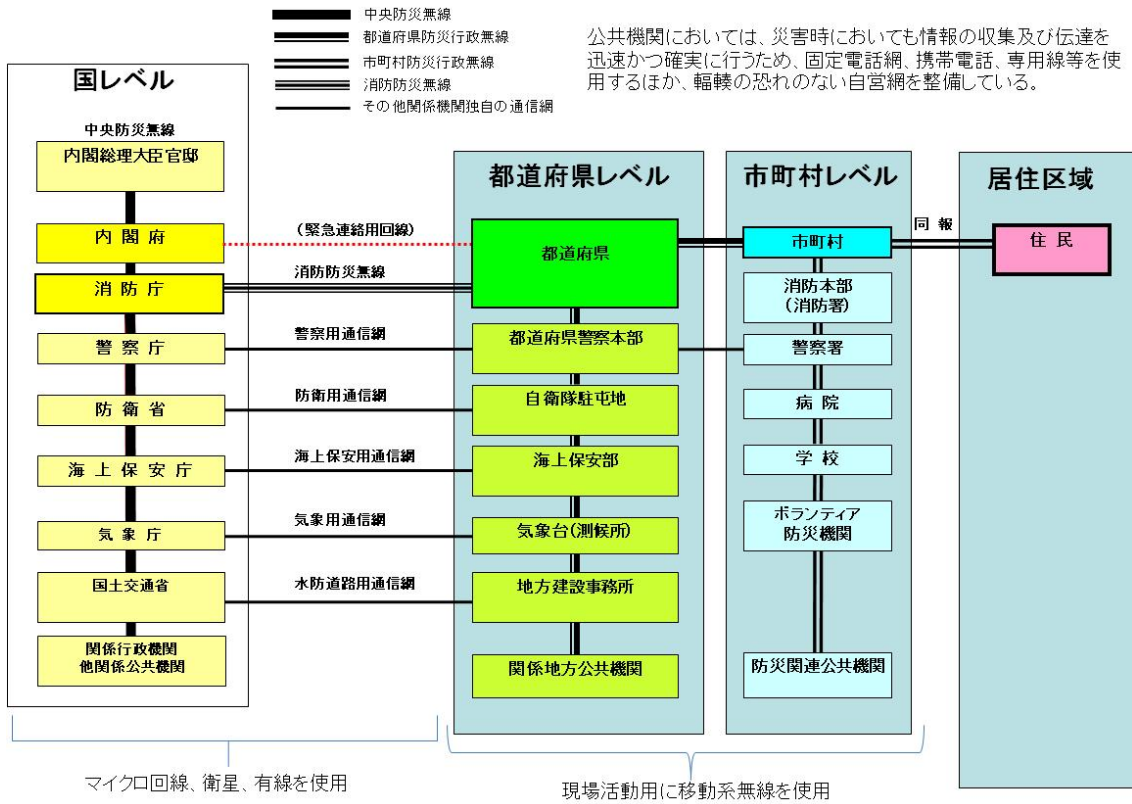 中央防災無線
都道府県防災行政無線
市町村防災行政無線
消防防災無線
その他関係機関独自の通信網
公共機関においては、災害時においても情報の収集及び伝達を
迅速かつ確実に行うため、固定電話網、携帯電話、専用線等を使
用するほか、輻輳の恐れのない自営網を整備している。
国レベル
中央防災無線
内閣総理大臣官邸
内閣府
消防庁
警察庁
防衛省
海上保安庁
気象庁
国土交通省
関係行政機関
他関係公共機関
(緊急連絡用回線)
消防防災無線
警察用通信網
防衛用通信網
海上保安用通信網
気象用通信網
水防道路用通信網
都道府県レベル
都道府県
都道府県警察本部
自衛隊駐屯地
海上保安部
気象台(測候所)
地方建設事務所
関係地方公共機関
市町村レベル
市町村
消防本部
(消防署)
警察署
病院
学校
ボランティア
防災機関
防災関連公共機関
同報
居住区域
住民
マイクロ回線、衛星、有線を使用
現場活動用に移動系無線を使用